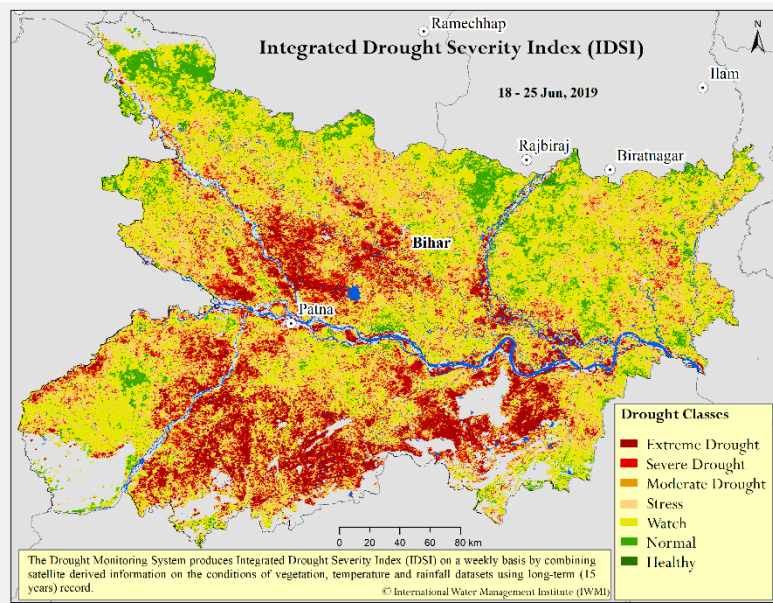 Ramechhap
Integrated Drought Severity Index (IDSI)
N
18 - 25 Jun, 2019
Ilam
Rajbiraj
Biratnagar
Bihar
Patna
Drought Classes
Extreme Drought
Severe Drought
Moderate Drought
Stress
Watch
Normal
Healthy
0 10 20 40 60 80 km
The Drought Monitoring System produces Integrated Drought Severity Index (IDSI) on a weekly basis by combining
satellite derived information on the conditions of vegetation, temperature and rainfall datasets using long-term (15
years) record.
© International Water Management Institute (IWMI)